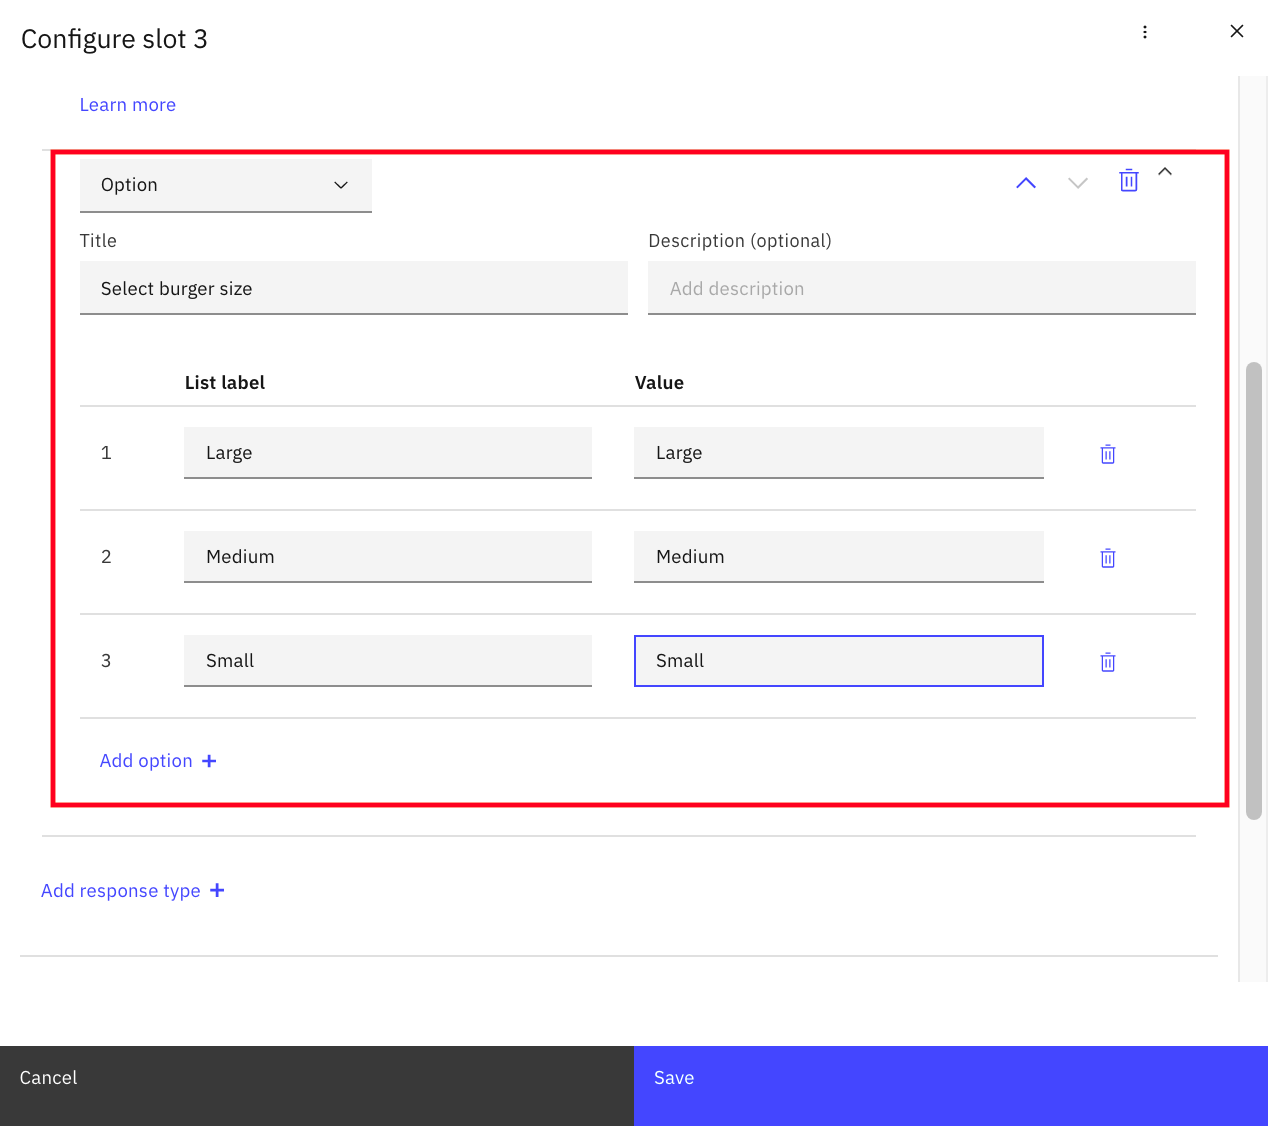 Configure slot 3
Learn more
Option
Title
Description (optional)
Select burger size
Add description
List label
Value
1
Large
Large
2
Medium
Medium
3
Small
Small
Add option
Add response type
Cancel
Save